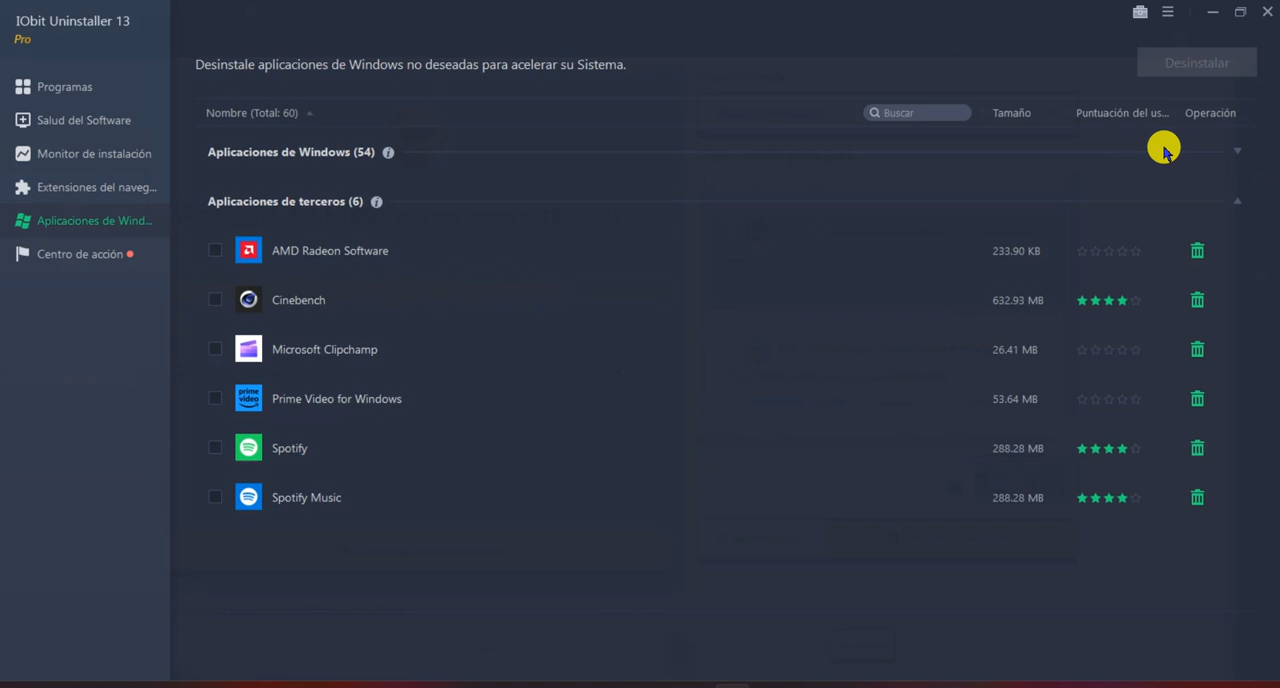 IObit Uninstaller 13
Pro
Programas
Salud del Software
Monitor de instalación
Extensiones del naveg...
Aplicaciones de Wind...
Centro de acción
Desinstale aplicaciones de Windows no deseadas para acelerar su Sistema.
Desinstalar
Nombre (Total: 60) Buscar Tamaño Puntuación del us... Operación
Aplicaciones de Windows (54)
Aplicaciones de terceros (6)
AMD Radeon Software 233.90 KB
Cinebench 632.93 MB
Microsoft Clipchamp 26.41 MB
prime video Prime Video for Windows 53.64 MB
Spotify 288.28 MB
Spotify Music 288.28 MB